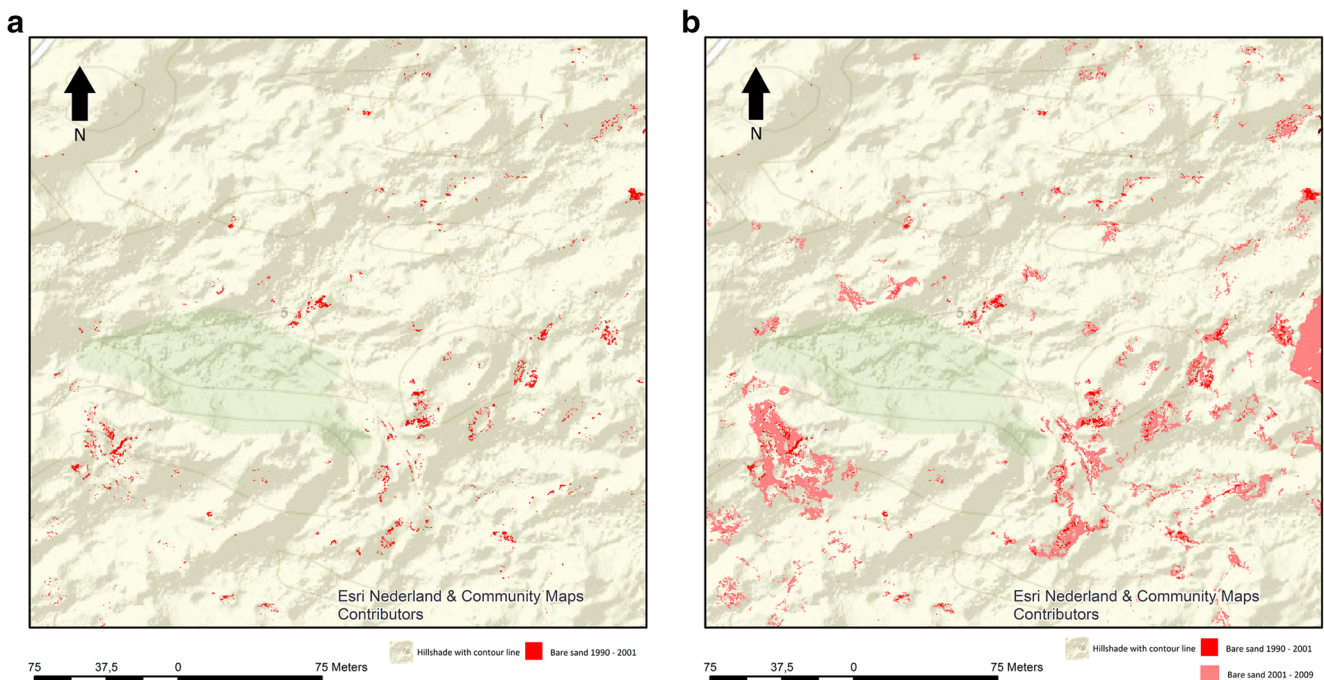 a
N
5
Esri Nederland & Community Maps
Contributors
Hillshade with contour line
Bare sand 1990 - 2001
75 37,5 0 75 Meters
b
N
5
Esri Nederland & Community Maps
Contributors
Hillshade with contour line
Bare sand 1990 - 2001
Bare sand 2001 - 2009
75 37,5 0 75 Meters